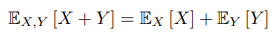 𝔼_{X,Y} [X + Y] = 𝔼_X [X] + 𝔼_Y [Y]